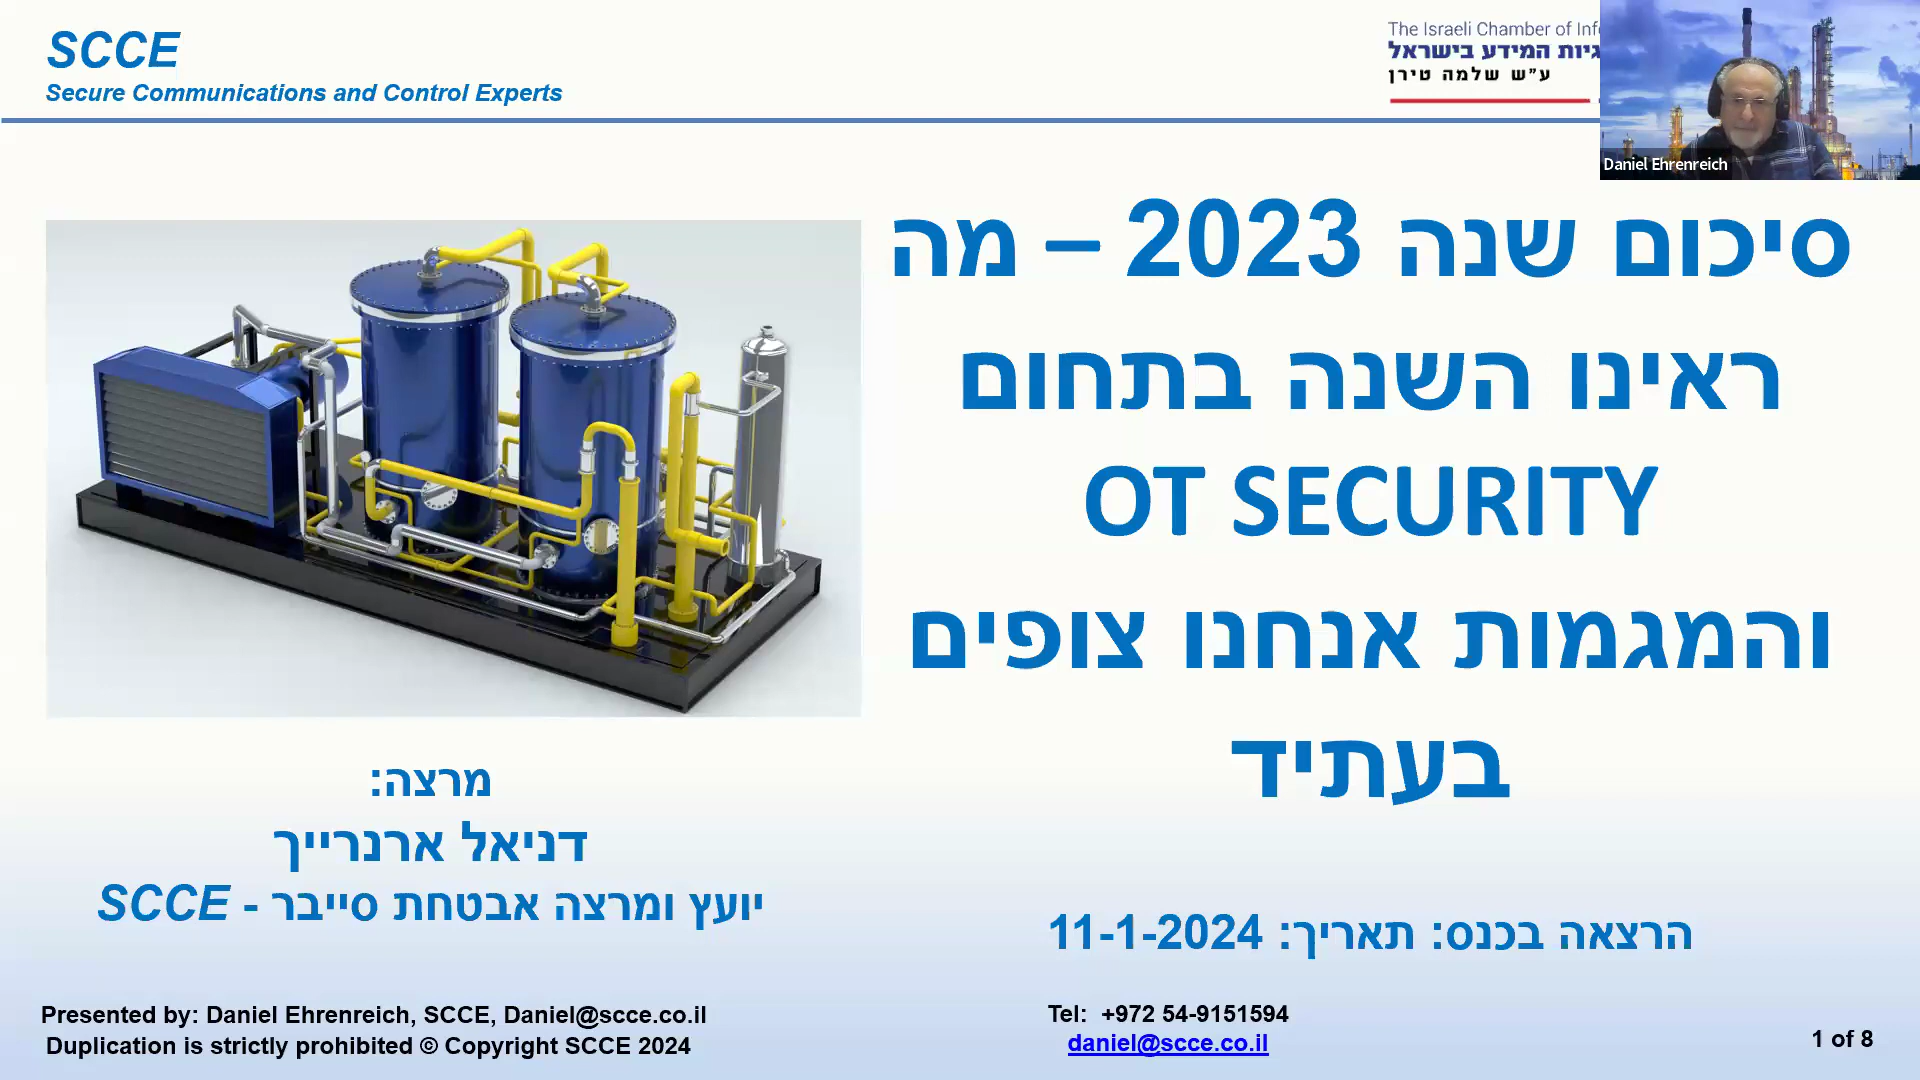 SCCE
Secure Communications and Control Experts
The Israeli Chamber of
גיות המידע בישראל
ע"ש שלמה טירן
Daniel Ehrenreich
סיכום שנה 2023 – מה
ראינו השנה בתחום
OT SECURITY
והמגמות אנחנו צופים
בעתיד
מרצה:
דניאל ארנרייך
יועץ ומרצה אבטחת סייבר - SCCE
הרצאה בכנס: תאריך: 11-1-2024
Presented by: Daniel Ehrenreich, SCCE, Daniel@scce.co.il
Duplication is strictly prohibited © Copyright SCCE 2024
Tel: +972 54-9151594
daniel@scce.co.il
1 of 8